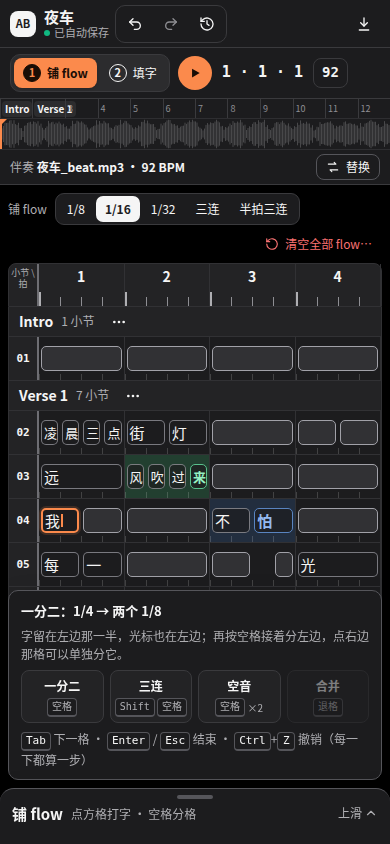 AB 夜车
已自动保存
1 铺 flow 2 填字 1 · 1 · 1 92
Intro Verse 1 4 5 6 7 8 9 10 11 12
伴奏 夜车_beat.mp3 · 92 BPM 替换
铺 flow 1/8 1/16 1/32 三连 半拍三连
清空全部 flow…
小节 \ 拍 1 2 3 4
Intro 1 小节 …
01
Verse 1 7 小节 …
02 凌 晨 三 点 街 灯
03 远 风 吹 过 来
04 我 不 怕
05 每 一 光
一分二：1/4 → 两个 1/8
字留在左边那一半，光标也在左边；再按空格接着分左边，点右边
那格可以单独分它。
一分二 三连 空音 合并
空格 Shift 空格 空格 ×2 退格
Tab 下一格 · Enter / Esc 结束 · Ctrl+Z 撤销（每一
下都算一步）
铺 flow 点方格打字 · 空格分格 上滑